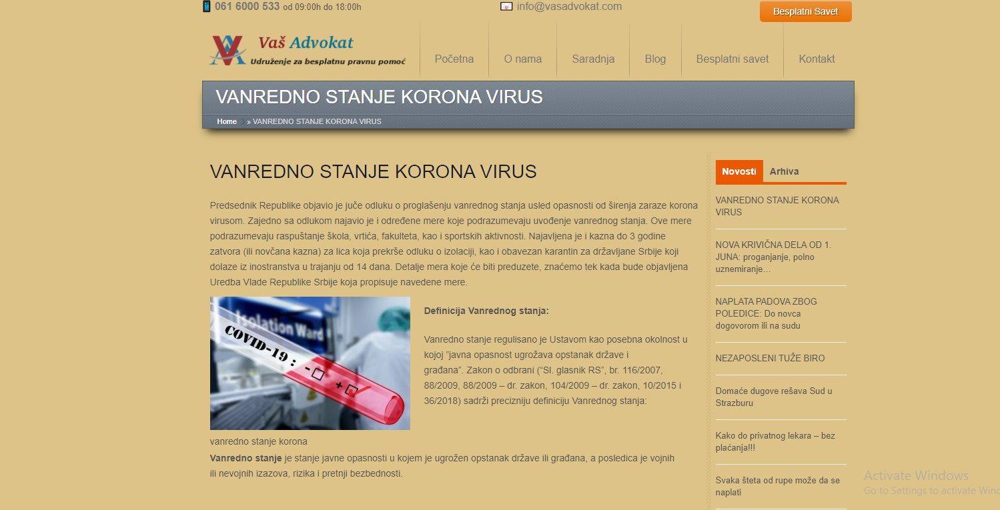 061 6000 533 od 09:00h do 18:00h
info@vasadvokat.com
Besplatni Savet
Vaš Advokat
Udruženje za besplatnu pravnu pomoć
Početna
O nama
Saradnja
Blog
Besplatni savet
Kontakt
VANREDNO STANJE KORONA VIRUS
Home » VANREDNO STANJE KORONA VIRUS
VANREDNO STANJE KORONA VIRUS
Predsednik Republike objavio je juče odluku o proglašenju vanrednog stanja usled opasnosti od širenja zaraze korona
virusom. Zajedno sa odlukom najavio je i određene mere koje podrazumevaju uvođenje vanrednog stanja. Ove mere
podrazumevaju raspuštanje škola, vrtića, fakulteta, kao i sportskih aktivnosti. Najavljena je i kazna do 3 godine
zatvora (ili novčana kazna) za lica koja prekrše odluku o izolaciji, kao i obavezan karantin za državljane Srbije koji
dolaze iz inostranstva u trajanju od 14 dana. Detalje mera koje će biti preduzete, znaćemo tek kada bude objavljena
Uredba Vlade Republike Srbije koja propisuje navedene mere.
Isolation Ward
COVID-19 :
- 
+
vanredno stanje korona
Definicija Vanrednog stanja:
Vanredno stanje regulisano je Ustavom kao posebna okolnost u
kojoj ”javna opasnost ugrožava opstanak države i
građana”. Zakon o odbrani (“Sl. glasnik RS”, br. 116/2007,
88/2009, 88/2009 – dr. zakon, 104/2009 – dr. zakon, 10/2015 i
36/2018) sadrži precizniju definiciju Vanrednog stanja:
Vanredno stanje je stanje javne opasnosti u kojem je ugrožen opstanak države ili građana, a posledica je vojnih
ili nevojnih izazova, rizika i pretnji bezbednosti.
Novosti
Arhiva
VANREDNO STANJE KORONA
VIRUS
NOVA KRIVIČNA DELA OD 1.
JUNA: proganjanje, polno
uznemiranje…
NAPLATA PADOVA ZBOG
POLEDICE: Do novca
dogovorom ili na sudu
NEZAPOSLENI TUŽE BIRO
Domaće dugove rešava Sud u
Strazburu
Kako do privatnog lekara – bez
plaćanja!!!
Svaka šteta od rupe može da se
naplati
Activate Windows
Go to Settings to activate